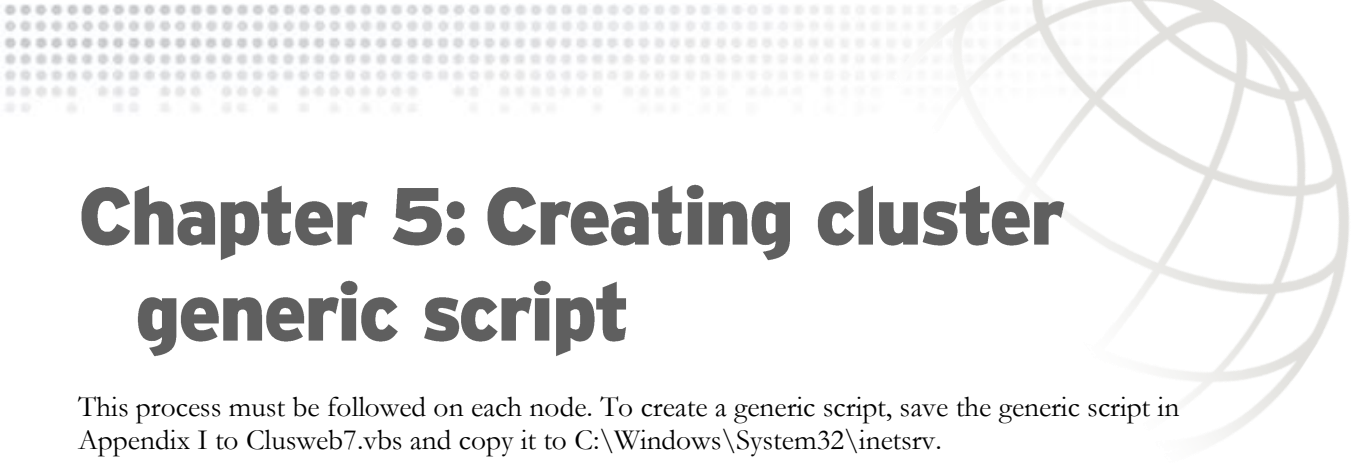 Chapter 5: Creating cluster
generic script
This process must be followed on each node. To create a generic script, save the generic script in
Appendix I to Clusweb7.vbs and copy it to C:\Windows\System32\inetsrv.